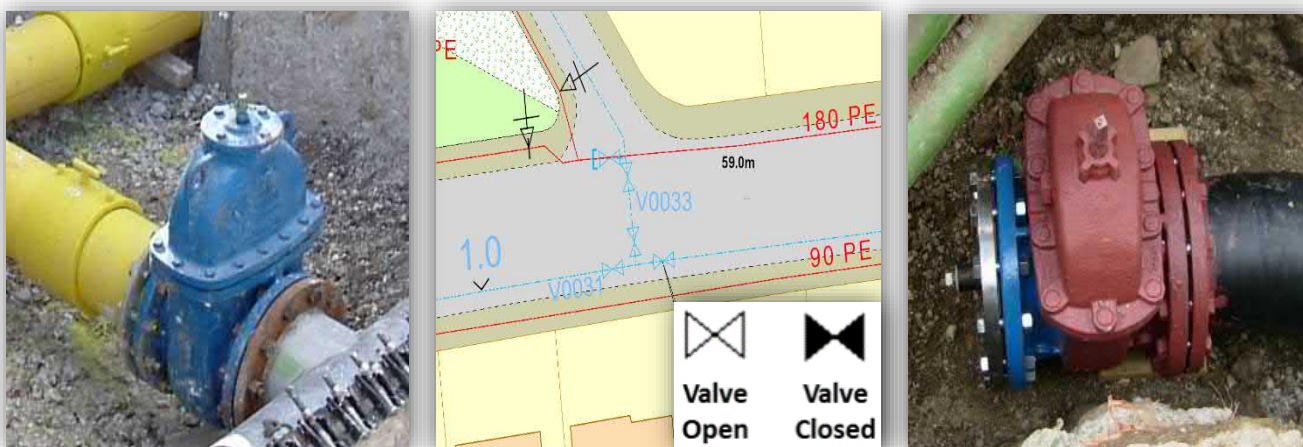 PE
180 PE
59.0m
V0033
1.0
90 PE
V0031
Valve Valve
Open Closed